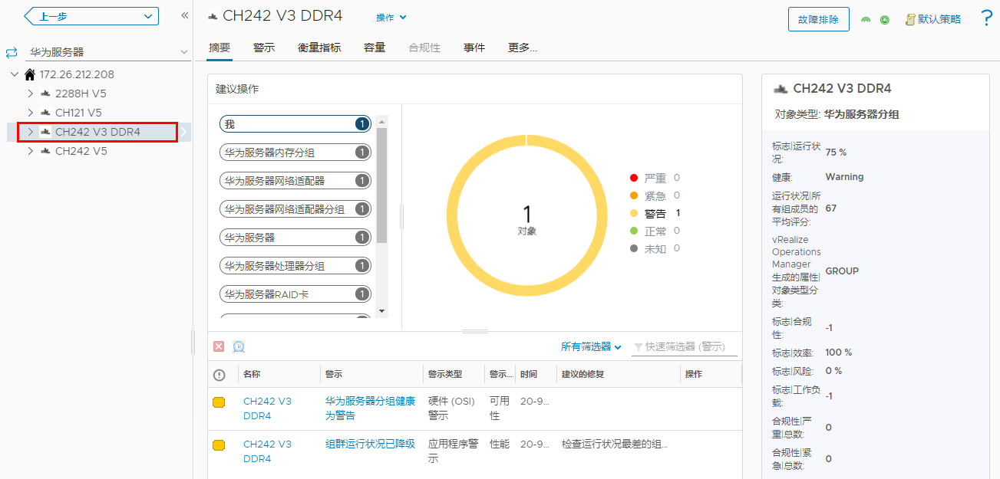 上一步
«
华为服务器
172.26.212.208
2288H V5
CH121 V5
CH242 V3 DDR4
CH242 V5
CH242 V3 DDR4
操作
故障排除
默认策略
?
摘要 警示 衡量指标 容量 合规性 事件 更多...
建议操作
我 1
华为服务器内存分组 1
华为服务器网络适配器 1
华为服务器网络适配器分组 1
华为服务器 1
华为服务器处理器分组 1
华为服务器RAID卡 1
1
对象
严重 0
紧急 0
警告 1
正常 0
未知 0
所有筛选器
快速筛选器 (警示)
名称 警示 警示类型 警示... 时间 建议的修复 操作
CH242 V3 华为服务器分组健康 硬件 (OSI) 可用 20-9...
DDR4 为警告 警示 性
CH242 V3 组群运行状况已降级 应用程序警 性能 20-9... 检查运行状况最差的组...
DDR4 示
CH242 V3 DDR4
对象类型: 华为服务器分组
标志|运行状
况:
75 %
健康: Warning
运行状况|所
有组成员的
平均评分:
67
vRealize
Operations
Manager
生成的属性|
对象类型分
类:
GROUP
标志|合规
性:
-1
标志|效率: 100 %
标志|风险: 0 %
标志|工作负
载:
-1
合规性|严
重|总数:
0
合规性|紧
急|总数:
0